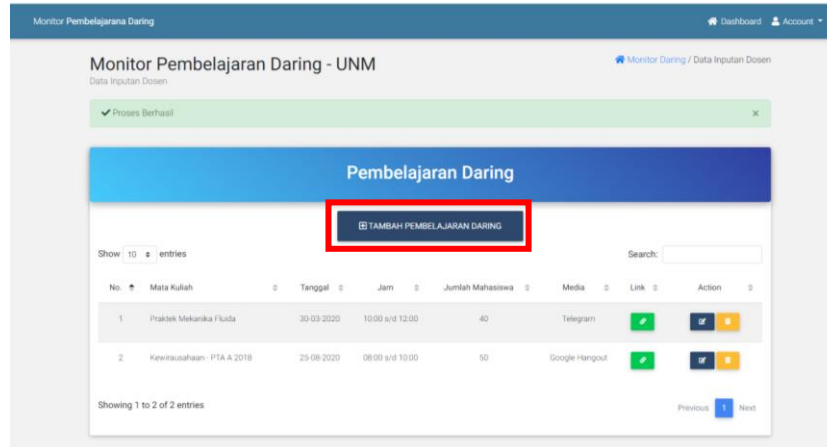 Monitor Pembelajarana Daring Dashboard Account
Monitor Pembelajaran Daring - UNM Monitor Daring / Data Inputan Dosen
Data Inputan Dosen
Proses Berhasil ×
Pembelajaran Daring
TAMBAH PEMBELAJARAN DARING
Show 10 entries Search:
No. Mata Kuliah Tanggal Jam Jumlah Mahasiswa Media Link Action
1 Praktek Mekanika Fluida 30-03-2020 10:00 s/d 12:00 40 Telegram
2 Kewirausahaan - PTA A 2018 25-08-2020 08:00 s/d 10:00 50 Google Hangout
Showing 1 to 2 of 2 entries Previous 1 Next